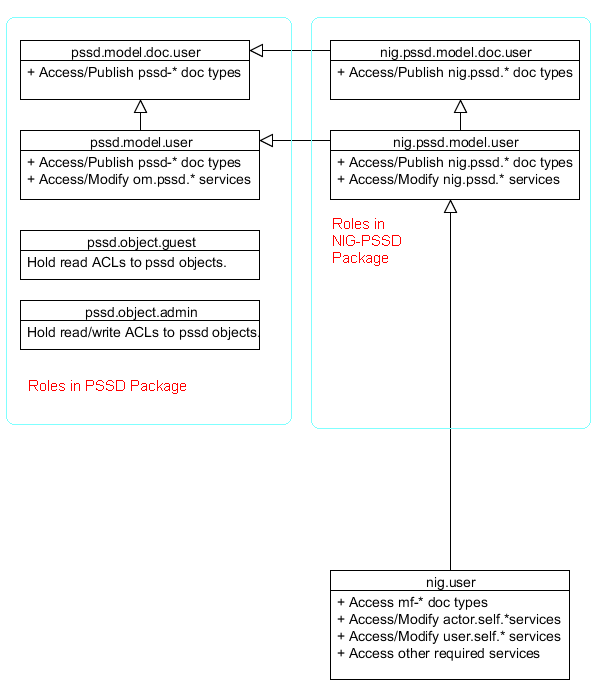 pssd.model.doc.user
+ Access/Publish pssd-* doc types
nig.pssd.model.doc.user
+ Access/Publish nig.pssd.* doc types
pssd.model.user
+ Access/Publish pssd-* doc types
+ Access/Modify om.pssd.* services
nig.pssd.model.user
+ Access/Publish nig.pssd.* doc types
+ Access/Modify nig.pssd.* services
pssd.object.guest
Hold read ACLs to pssd objects.
Roles in
NIG-PSSD
Package
pssd.object.admin
Hold read/write ACLs to pssd objects.
Roles in PSSD Package
nig.user
+ Access mf-* doc types
+ Access/Modify actor.self.*services
+ Access/Modify user.self.* services
+ Access other required services